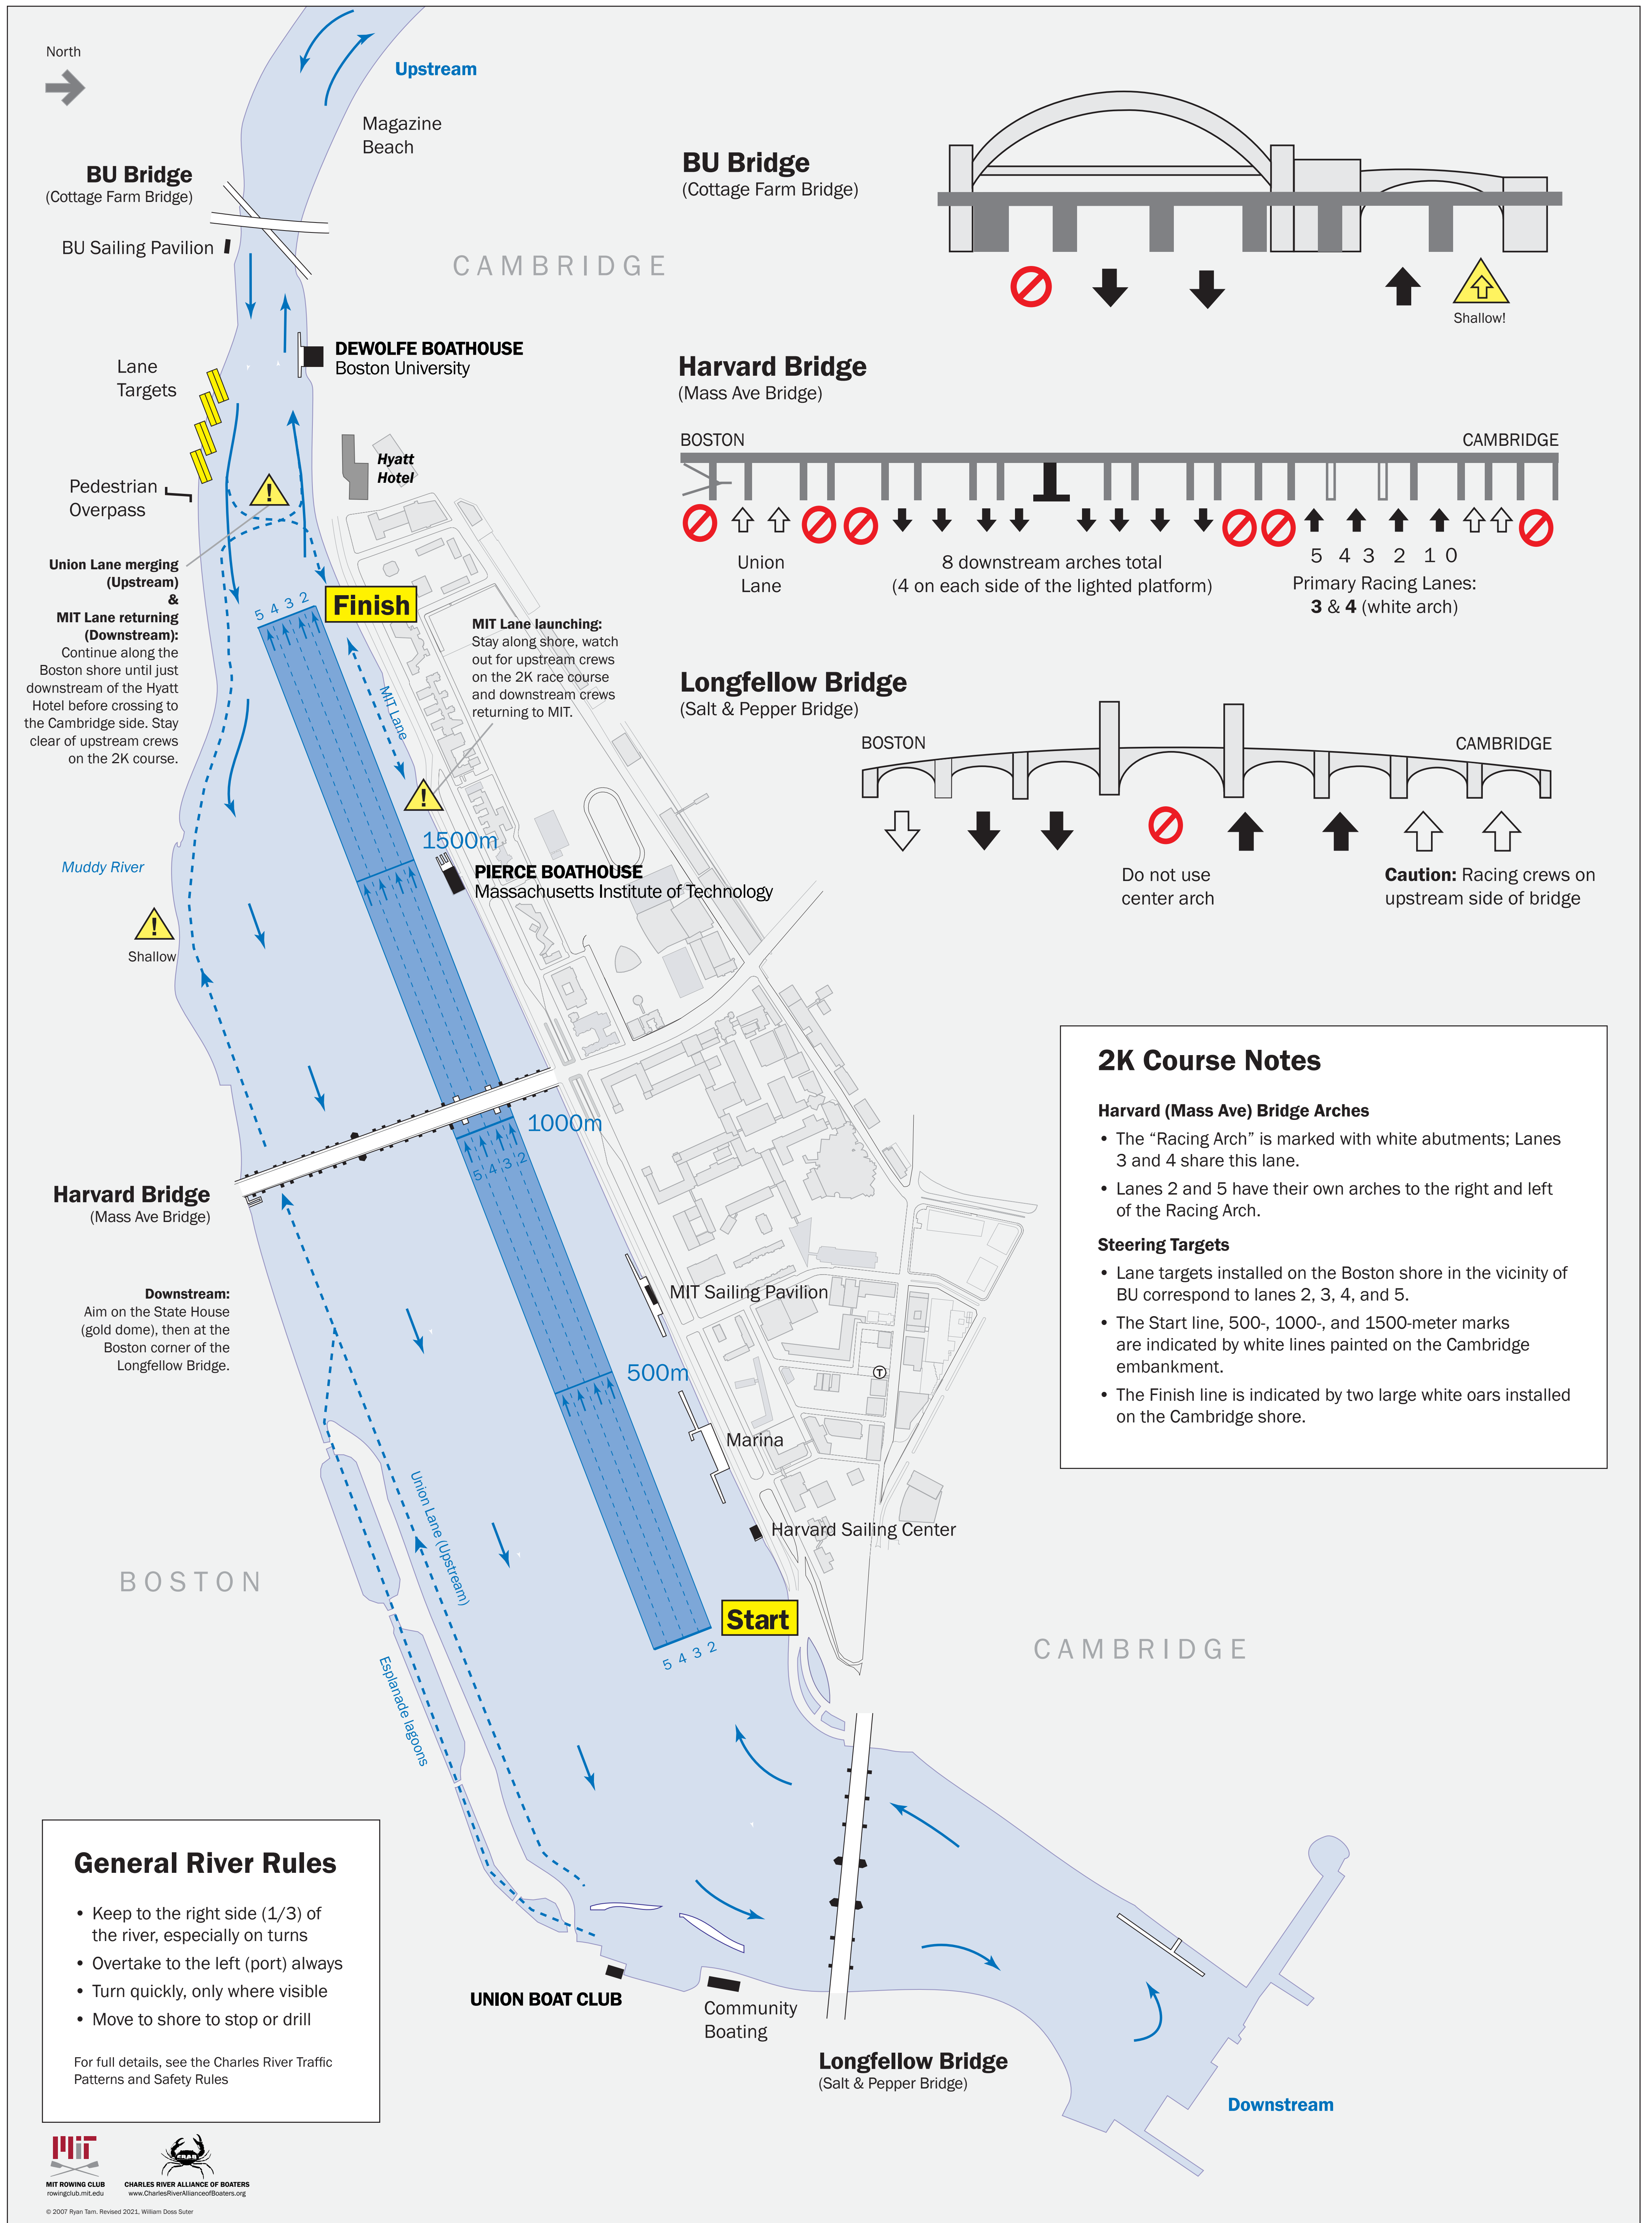 North
Upstream
Magazine
Beach
BU Bridge
(Cottage Farm Bridge)
BU Sailing Pavilion
CAMBRIDGE
DEWOLFE BOATHOUSE
Boston University
Lane
Targets
Hyatt
Hotel
Pedestrian
Overpass
!
Union Lane merging
(Upstream)
&
MIT Lane returning
(Downstream):
Continue along the
Boston shore until just
downstream of the Hyatt
Hotel before crossing to
the Cambridge side. Stay
clear of upstream crews
on the 2K course.
Finish
5 4 3 2
MIT Lane launching:
Stay along shore, watch
out for upstream crews
on the 2K race course
and downstream crews
returning to MIT.
MIT Lane
!
1500m
PIERCE BOATHOUSE
Massachusetts Institute of Technology
Muddy River
!
Shallow
1000m
5 4 3 2
Harvard Bridge
(Mass Ave Bridge)
Downstream:
Aim on the State House
(gold dome), then at the
Boston corner of the
Longfellow Bridge.
MIT Sailing Pavilion
500m
T
Marina
Harvard Sailing Center
Union Lane (Upstream)
BOSTON
Esplanade lagoons
Start
5 4 3 2
CAMBRIDGE
UNION BOAT CLUB
Community
Boating
Longfellow Bridge
(Salt & Pepper Bridge)
Downstream
BU Bridge
(Cottage Farm Bridge)
Shallow!
Harvard Bridge
(Mass Ave Bridge)
BOSTON
CAMBRIDGE
Union
Lane
8 downstream arches total
(4 on each side of the lighted platform)
5 4 3 2 1 0
Primary Racing Lanes:
3 & 4 (white arch)
Longfellow Bridge
(Salt & Pepper Bridge)
BOSTON
CAMBRIDGE
Do not use
center arch
Caution: Racing crews on
upstream side of bridge
2K Course Notes
Harvard (Mass Ave) Bridge Arches
• The “Racing Arch” is marked with white abutments; Lanes
3 and 4 share this lane.
• Lanes 2 and 5 have their own arches to the right and left
of the Racing Arch.
Steering Targets
• Lane targets installed on the Boston shore in the vicinity of
BU correspond to lanes 2, 3, 4, and 5.
• The Start line, 500-, 1000-, and 1500-meter marks
are indicated by white lines painted on the Cambridge
embankment.
• The Finish line is indicated by two large white oars installed
on the Cambridge shore.
General River Rules
• Keep to the right side (1/3) of
the river, especially on turns
• Overtake to the left (port) always
• Turn quickly, only where visible
• Move to shore to stop or drill
For full details, see the Charles River Traffic
Patterns and Safety Rules
MIT
MIT ROWING CLUB
rowingclub.mit.edu
CHARLES RIVER ALLIANCE OF BOATERS
www.CharlesRiverAllianceofBoaters.org
© 2007 Ryan Tam. Revised 2021, William Doss Suter